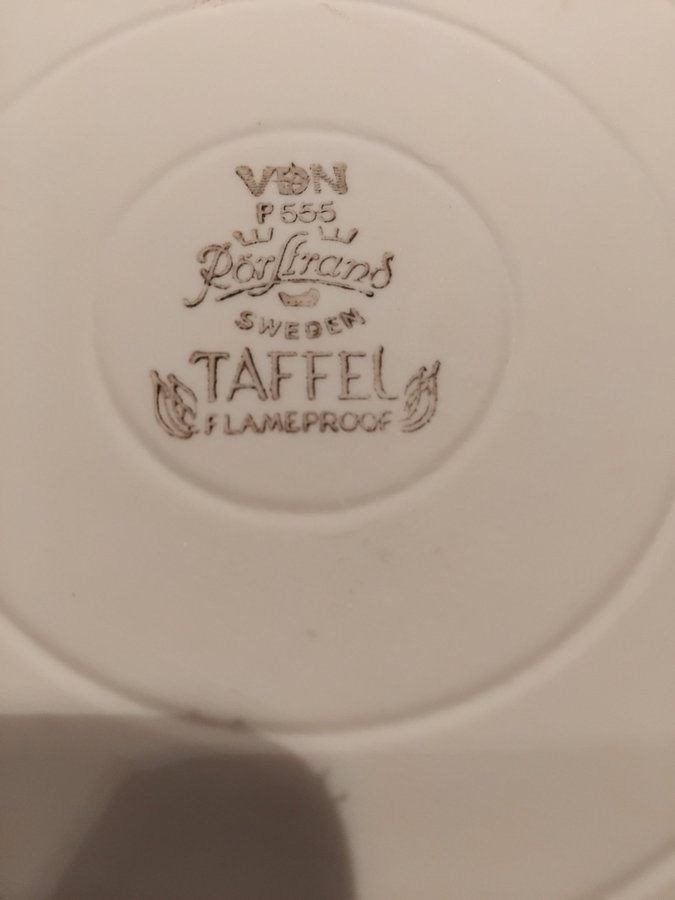 VDN
P555
Rörstrand
SWEDEN
TAFFEL
FLAMEPROOF